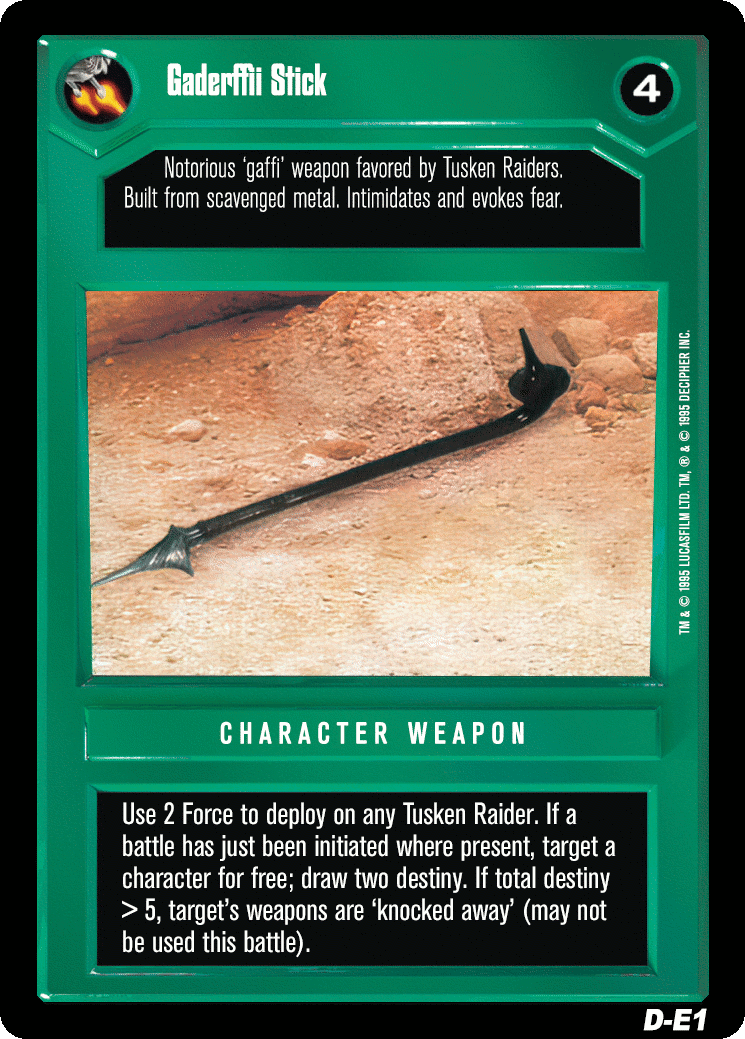 Gaderffii Stick
4
Notorious ‘gaffi’ weapon favored by Tusken Raiders.
Built from scavenged metal. Intimidates and evokes fear.
TM & © 1995 LUCASFILM LTD. TM, ® & © 1995 DECIPHER INC.
CHARACTER WEAPON
Use 2 Force to deploy on any Tusken Raider. If a
battle has just been initiated where present, target a
character for free; draw two destiny. If total destiny
> 5, target’s weapons are ‘knocked away’ (may not
be used this battle).
D-E1